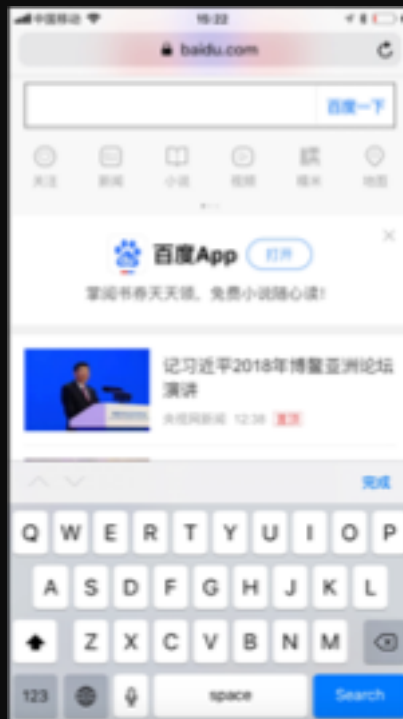 中国移动 15:22
baidu.com
百度一下
关注 新闻 小说 视频 糯米 地图
百度App 打开
掌阅书券天天领，免费小说随心读！
记习近平2018年博鳌亚洲论坛
演讲
央视网新闻 12:38 置顶
完成
Q W E R T Y U I O P
A S D F G H J K L
Z X C V B N M
123 space Search